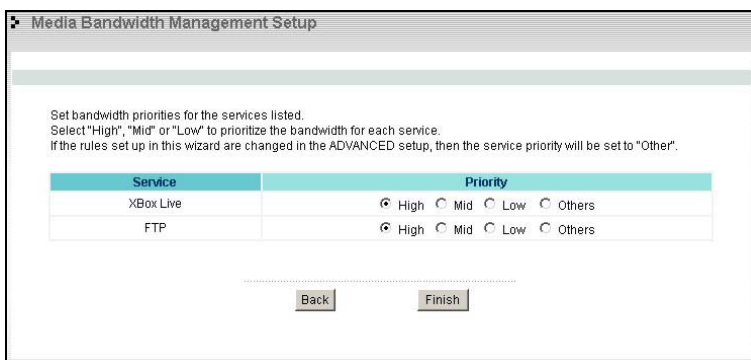 Media Bandwidth Management Setup
Set bandwidth priorities for the services listed.
Select "High", "Mid" or "Low" to prioritize the bandwidth for each service.
If the rules set up in this wizard are changed in the ADVANCED setup, then the service priority will be set to "Other".
Service Priority
XBox Live High Mid Low Others
FTP High Mid Low Others
Back Finish